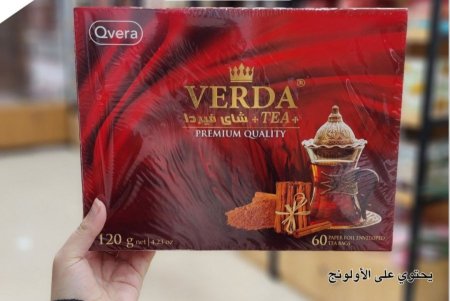 Qvera
VERDA®
شاي فيردا +TEA+
PREMIUM QUALITY
120 g net | 4.23 oz
60 PAPER FOIL ENVELOPED
TEA BAGS
يحتوي على الأولونج